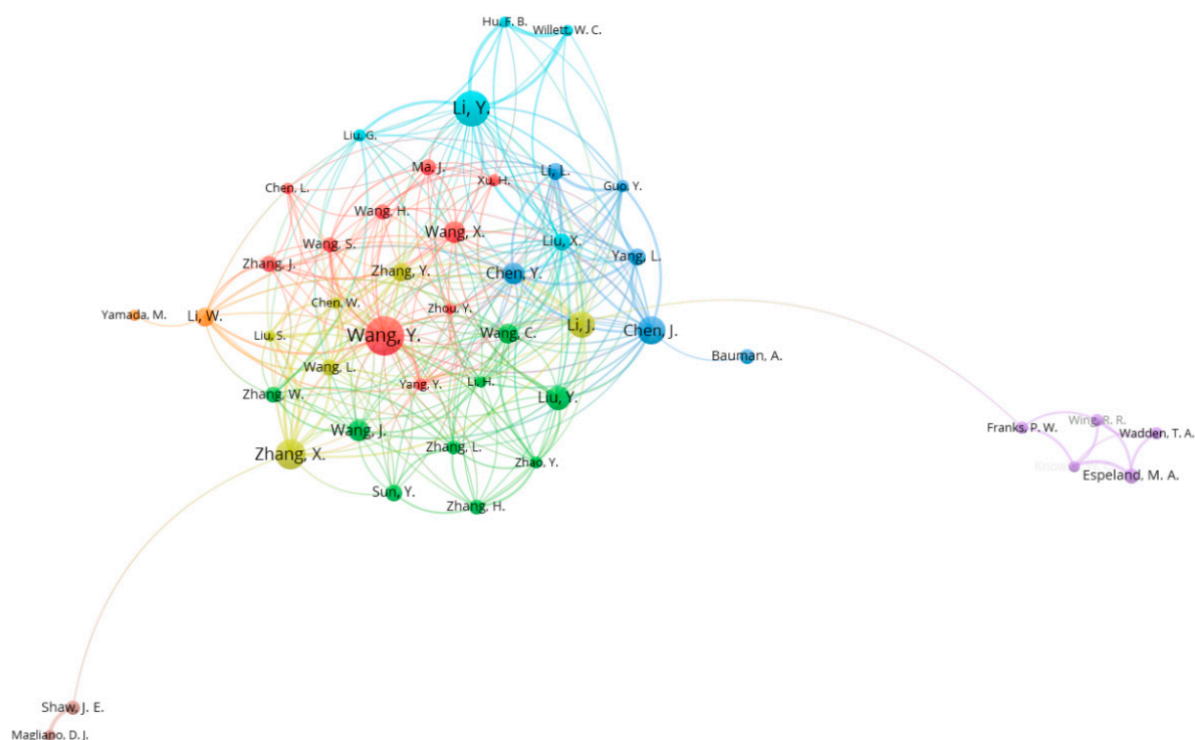 Hu, F. B.
Willett, W. C.
Li, Y.
Liu, G.
Ma, J.
Li, L.
Xu, H.
Guo, Y.
Chen, L.
Wang, H.
Wang, X.
Wang, S.
Liu, X.
Yang, L.
Zhang, J.
Zhang, Y.
Chen, Y.
Chen, W.
Zhou, Y.
Yamada, M.
Li, W.
Liu, S.
Wang, Y.
Wang, C.
Li, J.
Chen, J.
Bauman, A.
Wang, L.
Yang, Y.
Li, H.
Zhang, W.
Liu, Y.
Wang, J.
Zhang, L.
Zhang, X.
Zhao, Y.
Sun, Y.
Zhang, H.
Franks, P. W.
Wing, R. R.
Wadden, T. A.
Espeland, M. A.
Shaw, J. E.
Magliano, D. J.